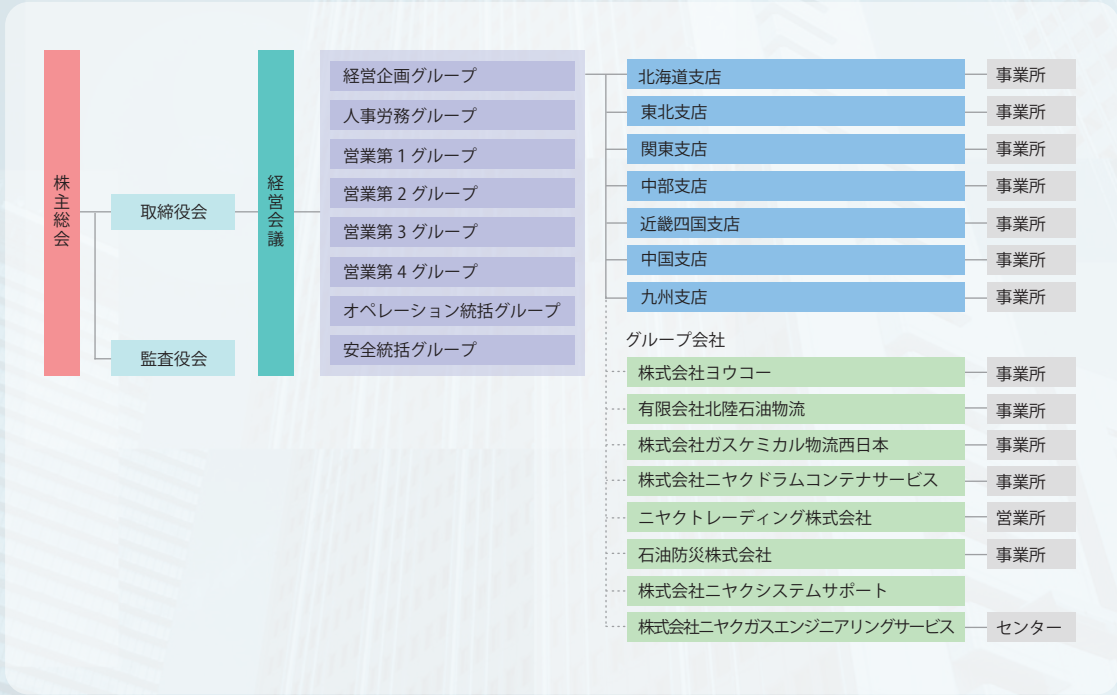 株主総会
取締役会
監査役会
経営会議
経営企画グループ
人事労務グループ
営業第1グループ
営業第2グループ
営業第3グループ
営業第4グループ
オペレーション統括グループ
安全統括グループ
北海道支店 事業所
東北支店 事業所
関東支店 事業所
中部支店 事業所
近畿四国支店 事業所
中国支店 事業所
九州支店 事業所
グループ会社
株式会社ヨウコー 事業所
有限会社北陸石油物流 事業所
株式会社ガスケミカル物流西日本 事業所
株式会社ニヤクドラムコンテナサービス 事業所
ニヤクトレーディング株式会社 営業所
石油防災株式会社 事業所
株式会社ニヤクシステムサポート
株式会社ニヤクガスエンジニアリングサービス センター